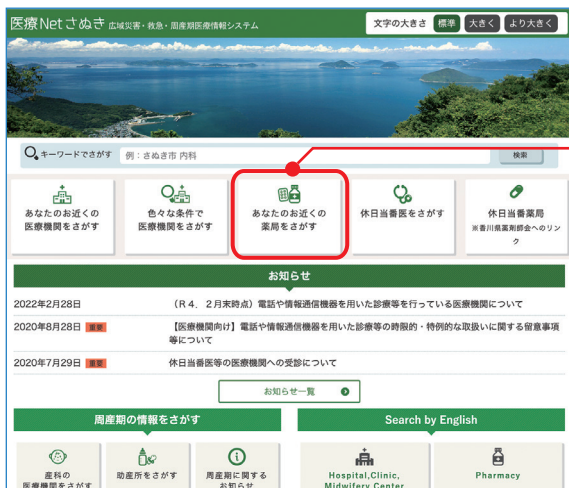 医療Netさぬき 広域災害・救急・周産期医療情報システム
文字の大きさ 標準 大きく より大きく
キーワードでさがす 例：さぬき市 内科 検索
あなたのお近くの
医療機関をさがす
色々な条件で
医療機関をさがす
あなたのお近くの
薬局をさがす
休日当番医をさがす
休日当番薬局
※香川県薬剤師会へのリン
ク
お知らせ
2022年2月28日 （R４．２月末時点）電話や情報通信機器を用いた診療等を行っている医療機関について
2020年8月28日 重要 【医療機関向け】電話や情報通信機器を用いた診療等の時限的・特例的な取扱いに関する留意事項
等について
2020年7月29日 重要 休日当番医等の医療機関への受診について
お知らせ一覧
周産期の情報をさがす
産科の
医療機関をさがす
助産所をさがす
周産期に関する
お知らせ
Search by English
Hospital,Clinic,
Midwifery Center
Pharmacy